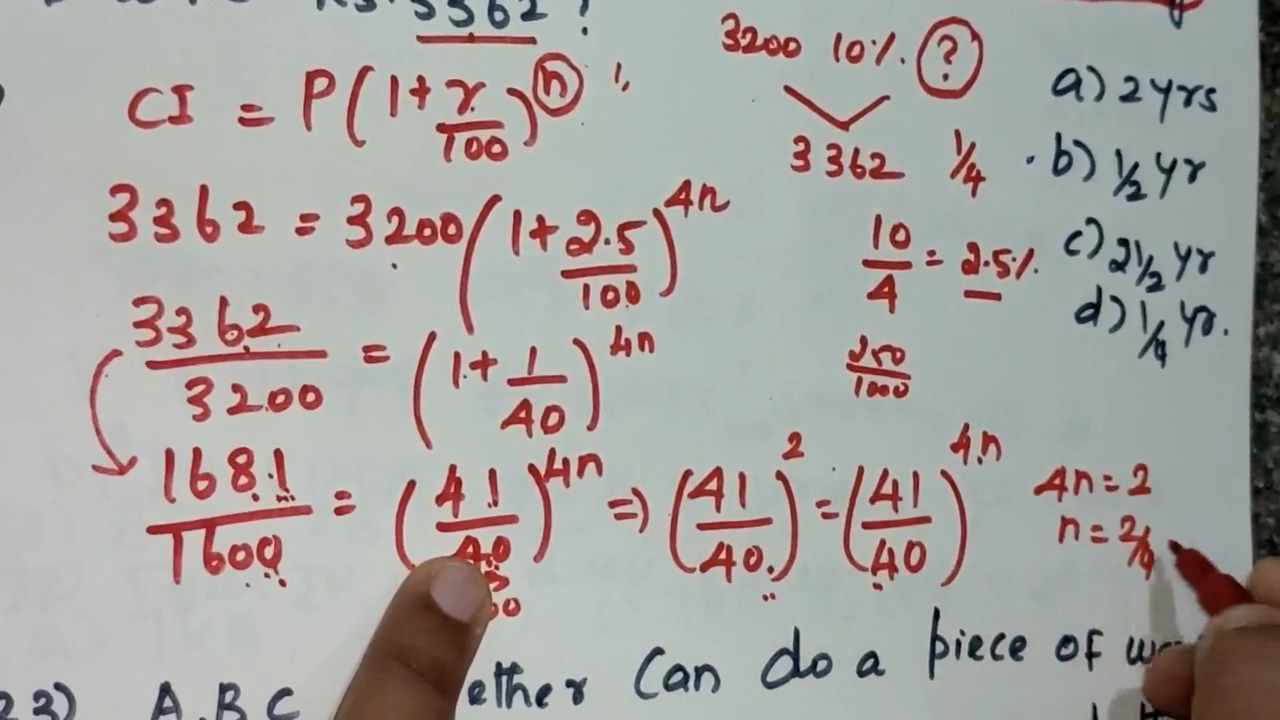 3362 ?
CI = P(1+r/100)^n
3362 = 3200(1+2.5/100)^4n
3362/3200 = (1+1/40)^4n
1681/1600 = (41/40)^4n => (41/40)^2 = (41/40)^4n
4n = 2
n = 2/4
3200 10%. ?
3362 1/4
10/4 = 2.5%.
250/1000
a) 2 yrs
b) 1/2 yr
c) 2 1/2 yr
d) 1/4 yr.
23) A,B,C ether can do a piece of